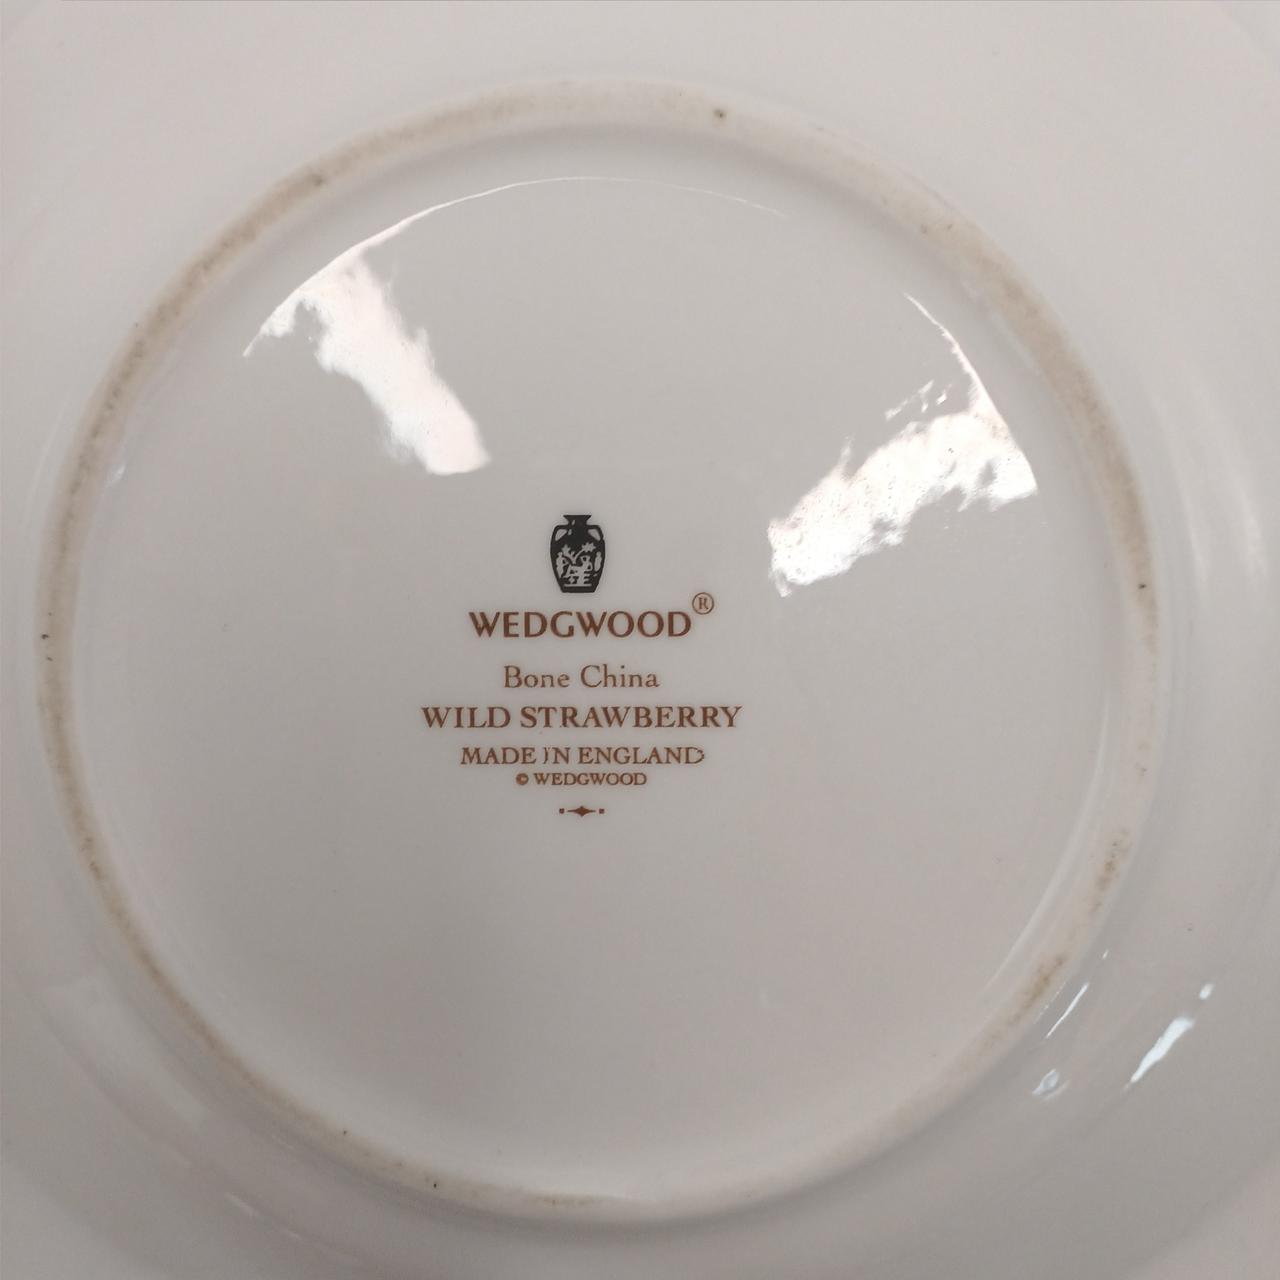 WEDGWOOD®
Bone China
WILD STRAWBERRY
MADE IN ENGLAND
© WEDGWOOD